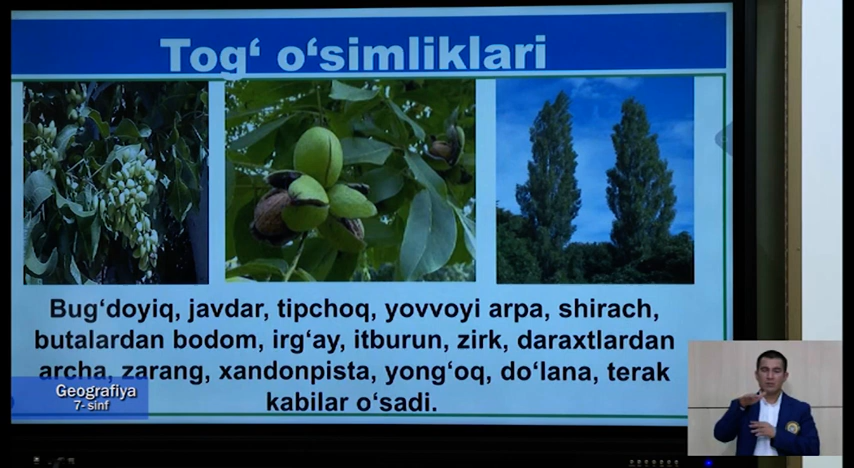 Tog‘ o‘simliklari
Bug‘doyiq, javdar, tipchoq, yovvoyi arpa, shirach,
butalardan bodom, irg‘ay, itburun, zirk, daraxtlardan
archa, zarang, xandonpista, yong‘oq, do‘lana, terak
kabilar o‘sadi.
Geografiya
7- sinf